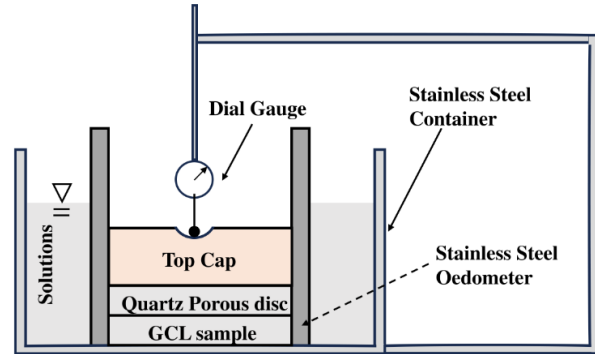 Dial Gauge
Stainless Steel
Container
Solutions
Top Cap
Stainless Steel
Oedometer
Quartz Porous disc
GCL sample